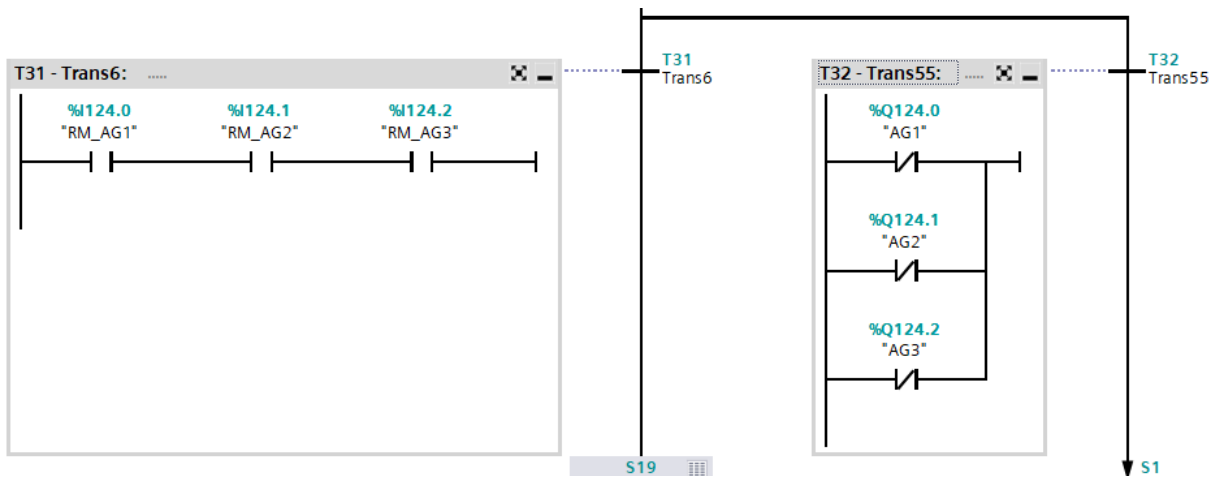 T31 - Trans6: .....
%I124.0 %I124.1 %I124.2
"RM_AG1" "RM_AG2" "RM_AG3"
T31
Trans6
S19
T32 - Trans55: .....
%Q124.0
"AG1"
%Q124.1
"AG2"
%Q124.2
"AG3"
T32
Trans55
S1